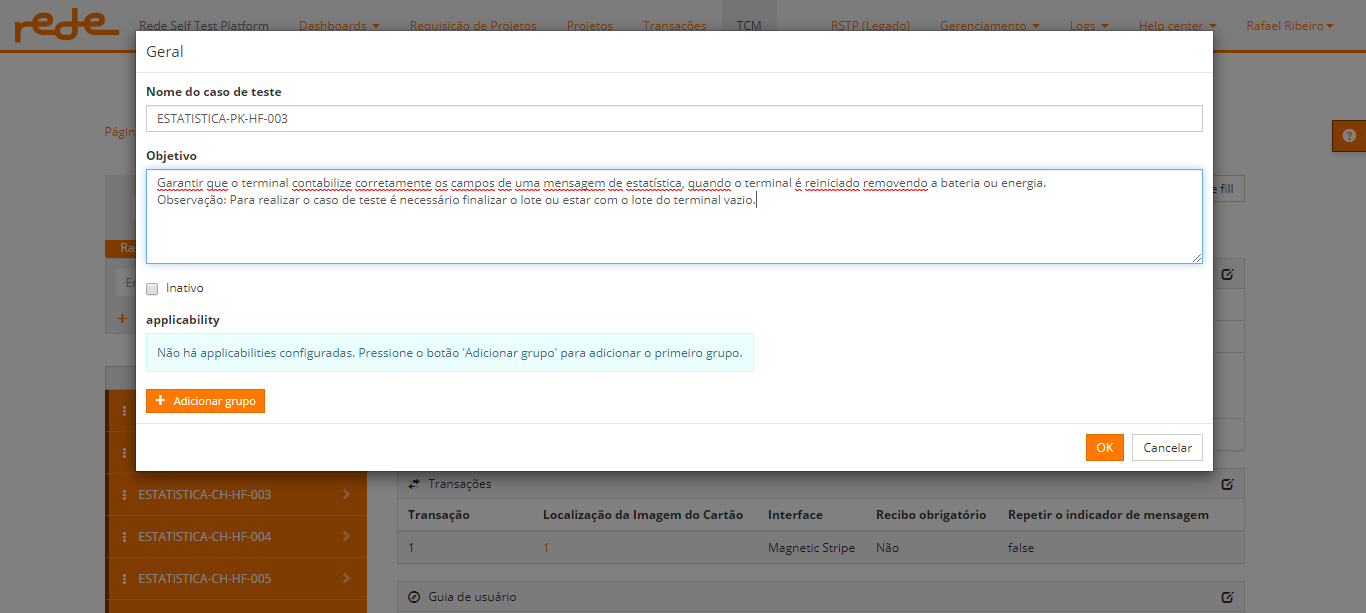 rede Rede Self Test Platform Dashboards Requisição de Projetos Projetos Transações TCM RSTP (Legado) Gerenciamento Logs Help center Rafael Ribeiro
Geral
Nome do caso de teste
ESTATISTICA-PK-HF-003
Objetivo
Garantir que o terminal contabilize corretamente os campos de uma mensagem de estatística, quando o terminal é reiniciado removendo a bateria ou energia.
Observação: Para realizar o caso de teste é necessário finalizar o lote ou estar com o lote do terminal vazio.
fill
Inativo
applicability
Não há applicabilities configuradas. Pressione o botão 'Adicionar grupo' para adicionar o primeiro grupo.
+ Adicionar grupo
OK Cancelar
ESTATISTICA-CH-HF-003
ESTATISTICA-CH-HF-004
ESTATISTICA-CH-HF-005
Transações
Transação Localização da Imagem do Cartão Interface Recibo obrigatório Repetir o indicador de mensagem
1 1 Magnetic Stripe Não false
Guia de usuário